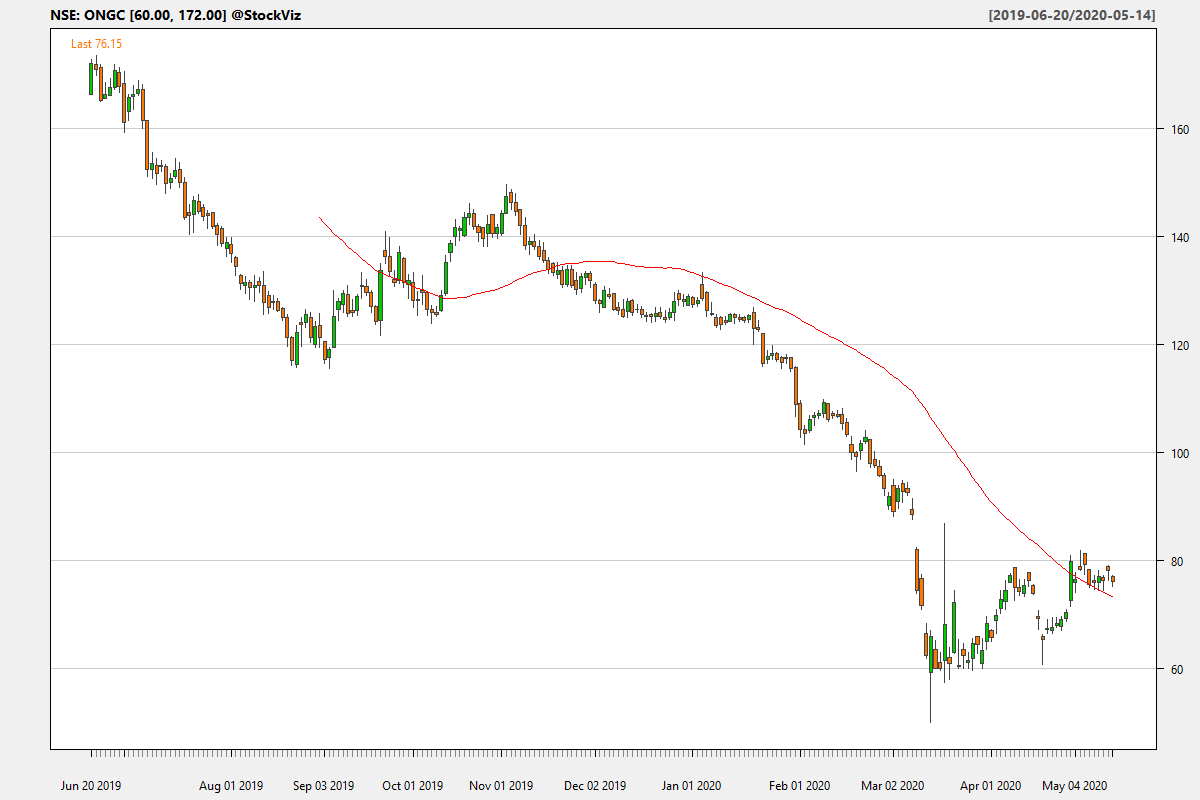 NSE: ONGC [60.00, 172.00] @StockViz
[2019-06-20/2020-05-14]
Last 76.15
160
140
120
100
80
60
Jun 20 2019 Aug 01 2019 Sep 03 2019 Oct 01 2019 Nov 01 2019 Dec 02 2019 Jan 01 2020 Feb 01 2020 Mar 02 2020 Apr 01 2020 May 04 2020